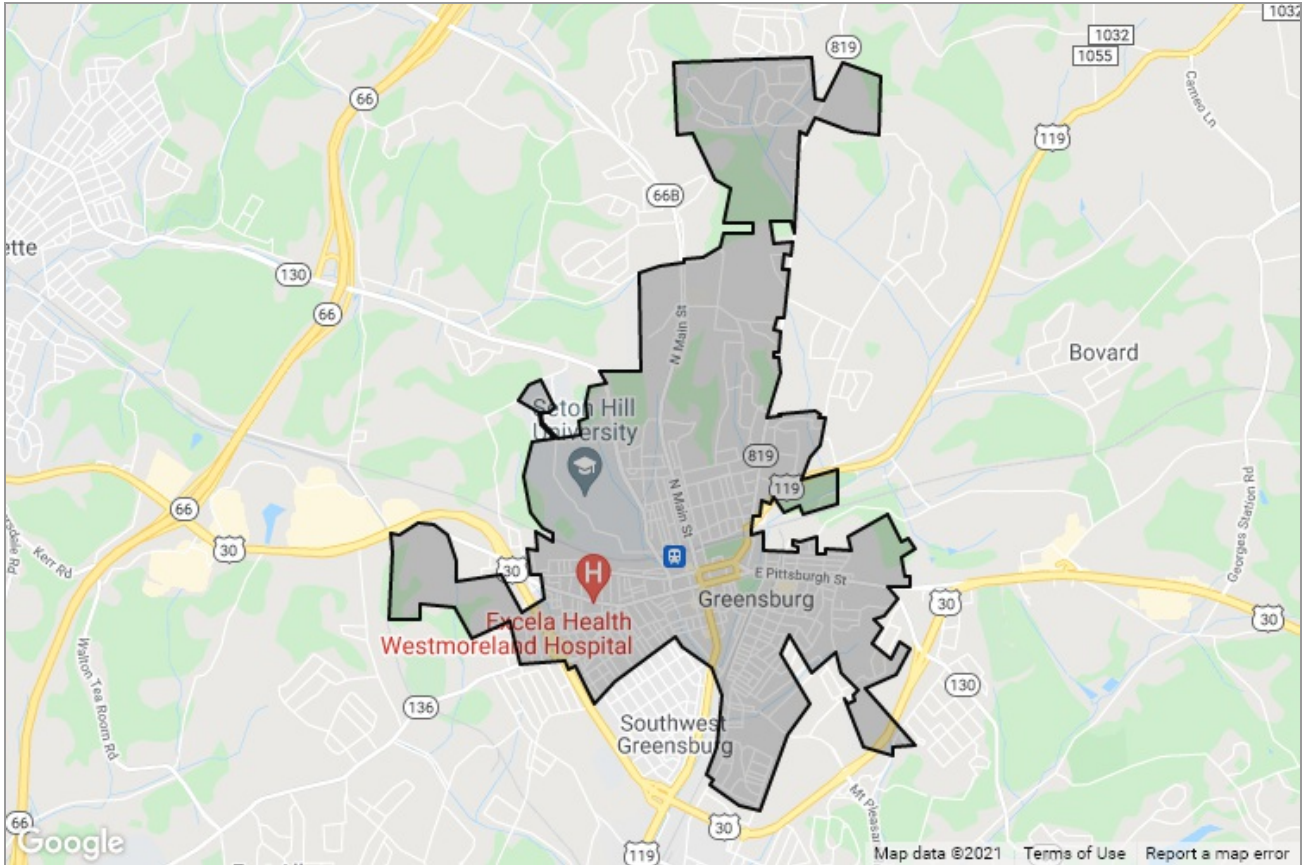 1032
1032
1055
819
66
119
Cameo Ln
66
66B
ette
130
66
N Main St
Bovard
Seton Hill
University
819
119
N Main St
66
30
Kerr Rd
30
E Pittsburgh St
Greensburg
Georges Station Rd
30
30
Excela Health
Westmoreland Hospital
H
Walton Tea Room Rd
136
130
Southwest
Greensburg
Mt Pleasan
66
30
30
119
Google
Map data ©2021
Terms of Use
Report a map error